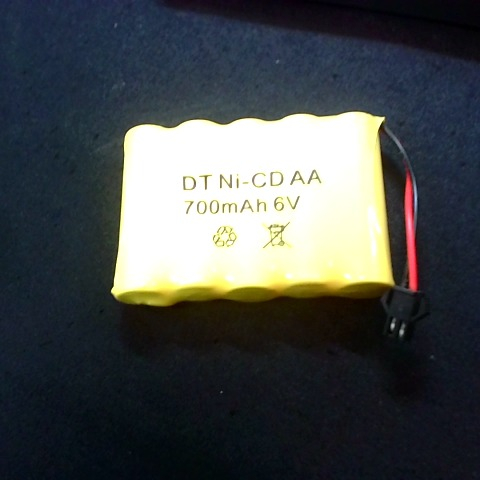 DT Ni-CD AA
700mAh 6V